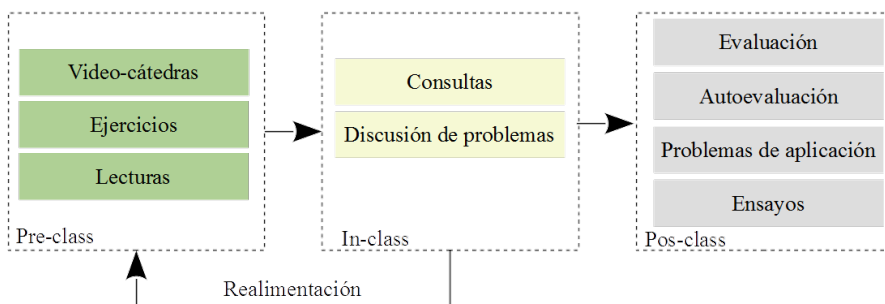 Video-cátedras
Ejercicios
Lecturas
Pre-class
Consultas
Discusión de problemas
In-class
Evaluación
Autoevaluación
Problemas de aplicación
Ensayos
Pos-class
Realimentación